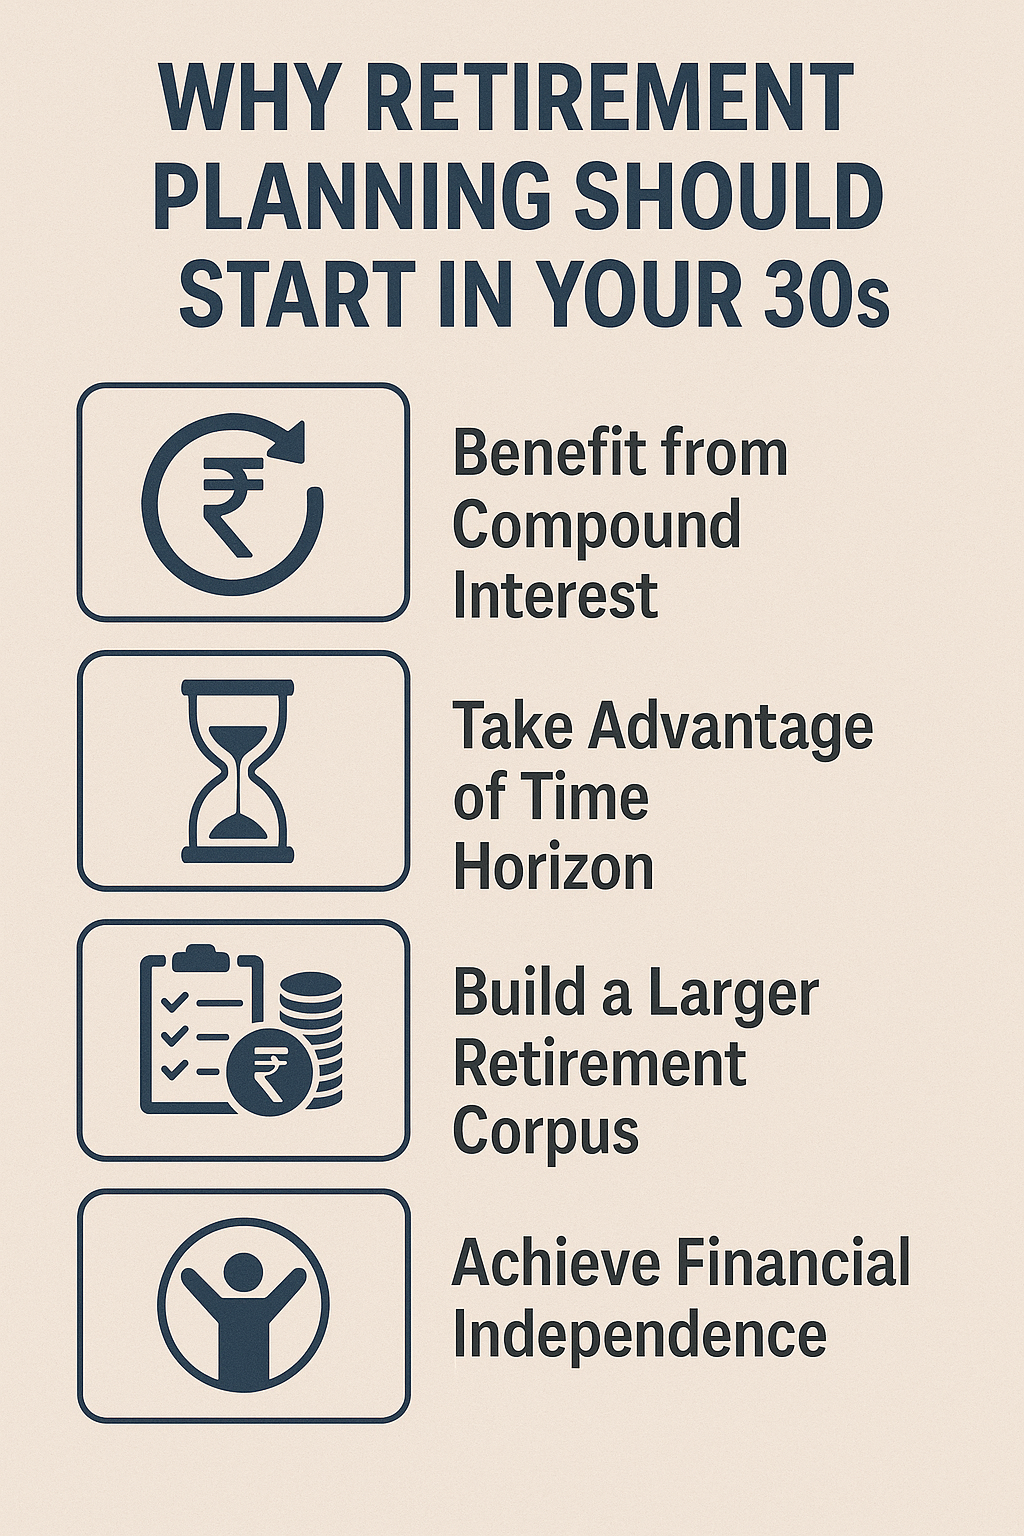 WHY RETIREMENT
PLANNING SHOULD
START IN YOUR 30s
₹
Benefit from
Compound
Interest
Take Advantage
of Time
Horizon
₹
Build a Larger
Retirement
Corpus
Achieve Financial
Independence